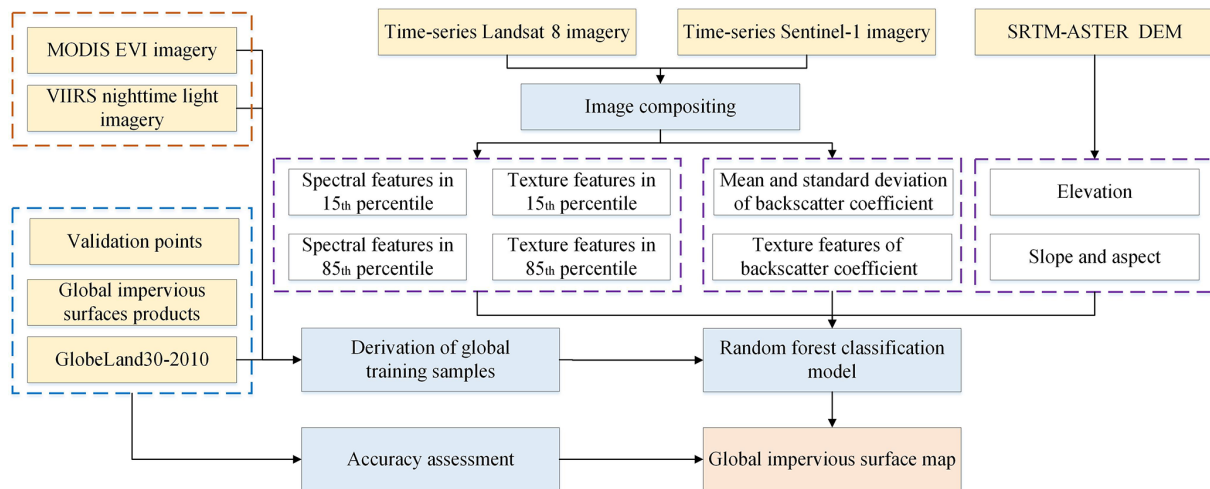 MODIS EVI imagery
VIIRS nighttime light
imagery
Time-series Landsat 8 imagery
Time-series Sentinel-1 imagery
SRTM-ASTER DEM
Image compositing
Spectral features in
15th percentile
Texture features in
15th percentile
Mean and standard deviation
of backscatter coefficient
Elevation
Spectral features in
85th percentile
Texture features in
85th percentile
Texture features of
backscatter coefficient
Slope and aspect
Validation points
Global impervious
surfaces products
GlobeLand30-2010
Derivation of global
training samples
Random forest classification
model
Accuracy assessment
Global impervious surface map